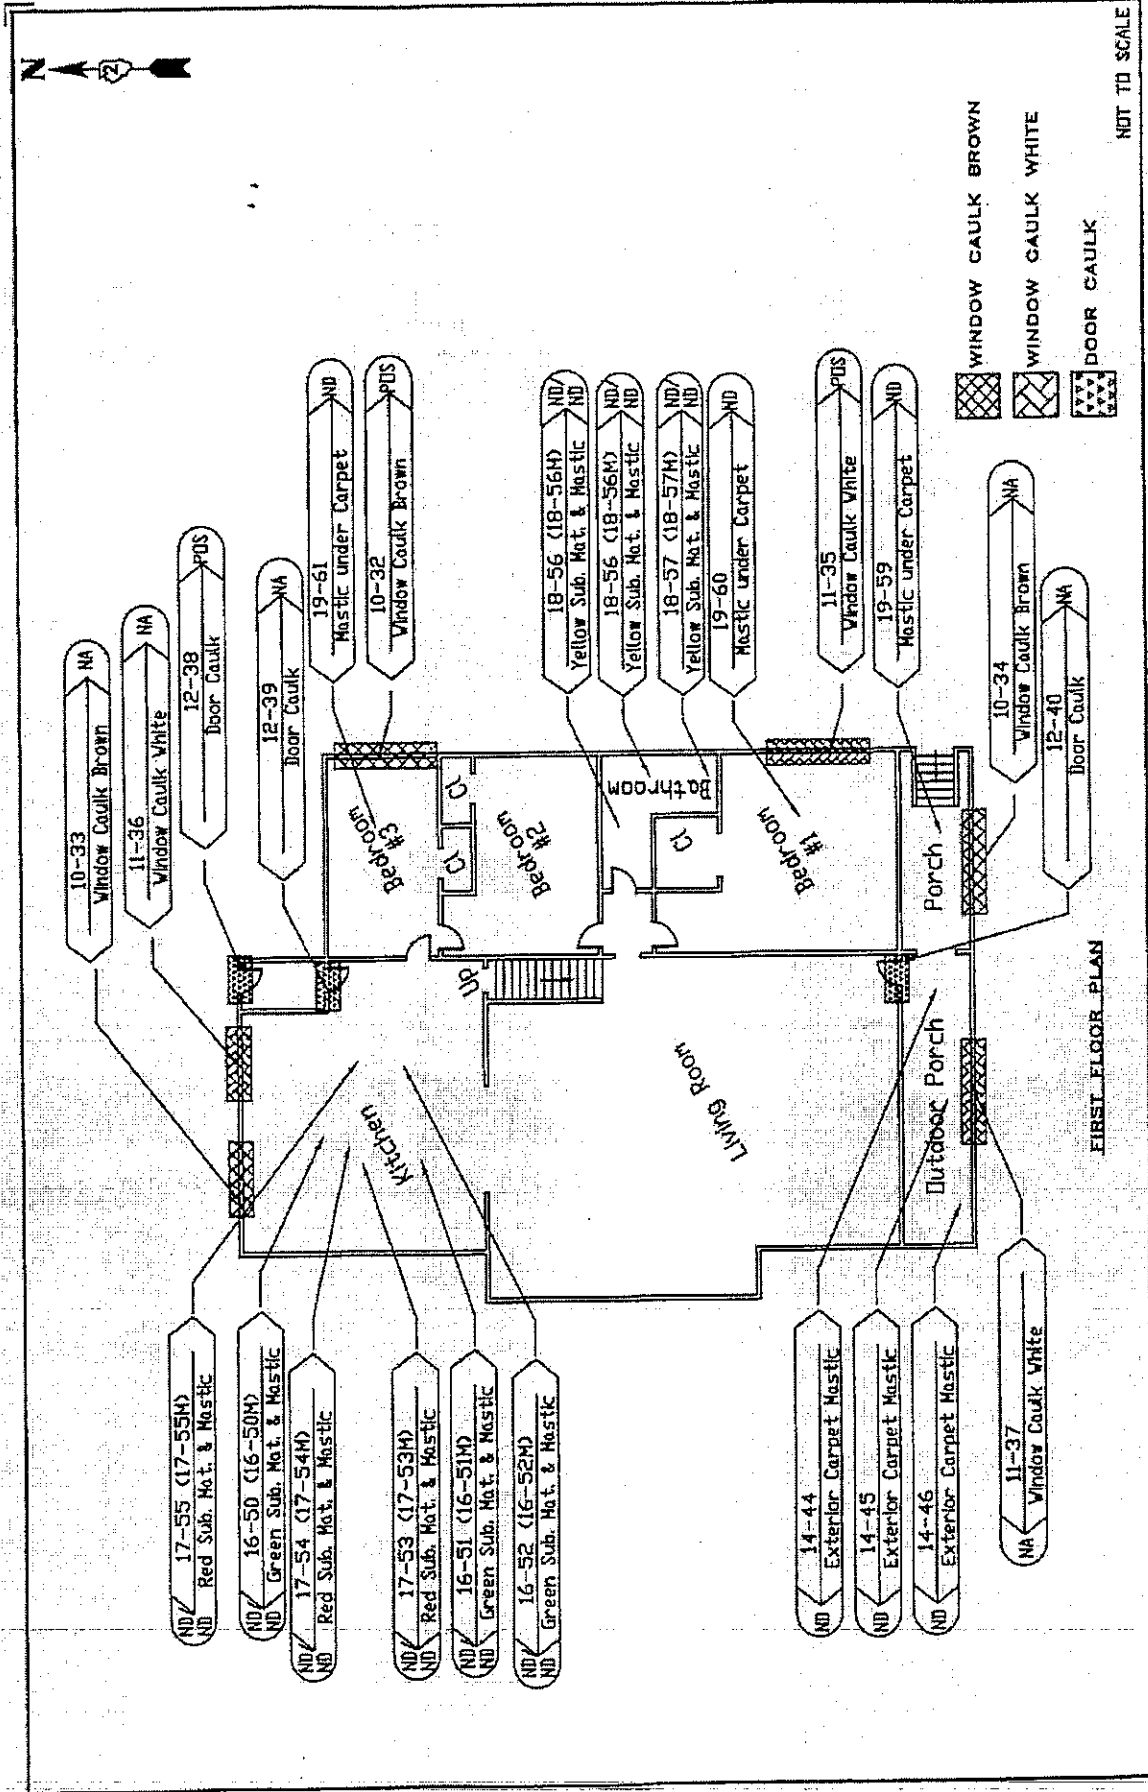 N
10-33
Window Caulk Brown
NA
11-36
Window Caulk White
NA
12-38
Door Caulk
POS
12-39
Door Caulk
NA
19-61
Mastic under Carpet
ND
10-32
Window Caulk Brown
POS
18-56 (18-56M)
Yellow Sub. Mat. & Mastic
ND/
ND
18-56 (18-56M)
Yellow Sub. Mat. & Mastic
ND/
ND
18-57 (18-57M)
Yellow Sub. Mat. & Mastic
ND/
ND
19-60
Mastic under Carpet
ND
11-35
Window Caulk White
POS
19-59
Mastic under Carpet
ND
10-34
Window Caulk Brown
NA
12-40
Door Caulk
NA
Bedroom
#3
Cl
Cl
Bedroom
#2
Bathroom
Cl
Bedroom
#1
Porch
Up
Kitchen
Living Room
Outdoor Porch
17-55 (17-55M)
Red Sub. Mat. & Mastic
ND/
ND
16-50 (16-50M)
Green Sub. Mat. & Mastic
ND/
ND
17-54 (17-54M)
Red Sub. Mat. & Mastic
ND/
ND
17-53 (17-53M)
Red Sub. Mat. & Mastic
ND/
ND
16-51 (16-51M)
Green Sub. Mat. & Mastic
ND/
ND
16-52 (16-52M)
Green Sub. Mat. & Mastic
ND/
ND
14-44
Exterior Carpet Mastic
ND
14-45
Exterior Carpet Mastic
ND
14-46
Exterior Carpet Mastic
ND
11-37
Window Caulk White
NA
FIRST FLOOR PLAN
WINDOW CAULK BROWN
WINDOW CAULK WHITE
DOOR CAULK
NOT TO SCALE